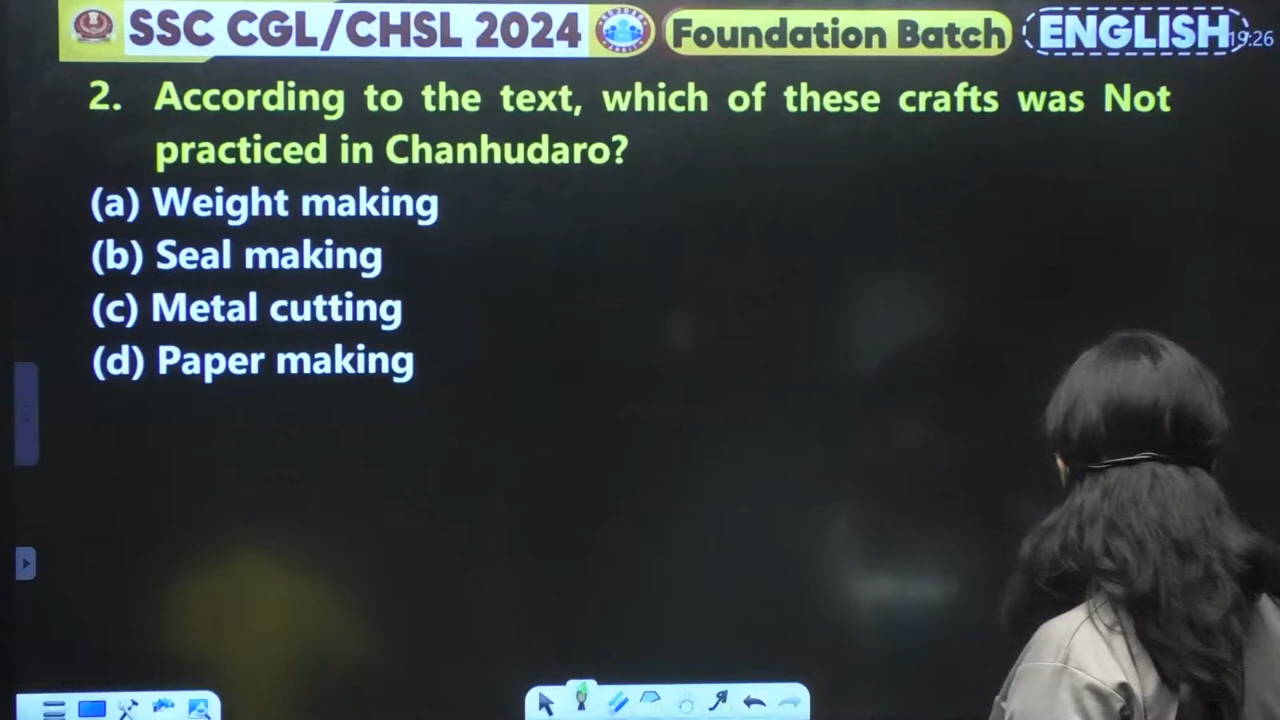 SSC CGL/CHSL 2024 Foundation Batch ENGLISH 19:26
2. According to the text, which of these crafts was Not
practiced in Chanhudaro?
(a) Weight making
(b) Seal making
(c) Metal cutting
(d) Paper making